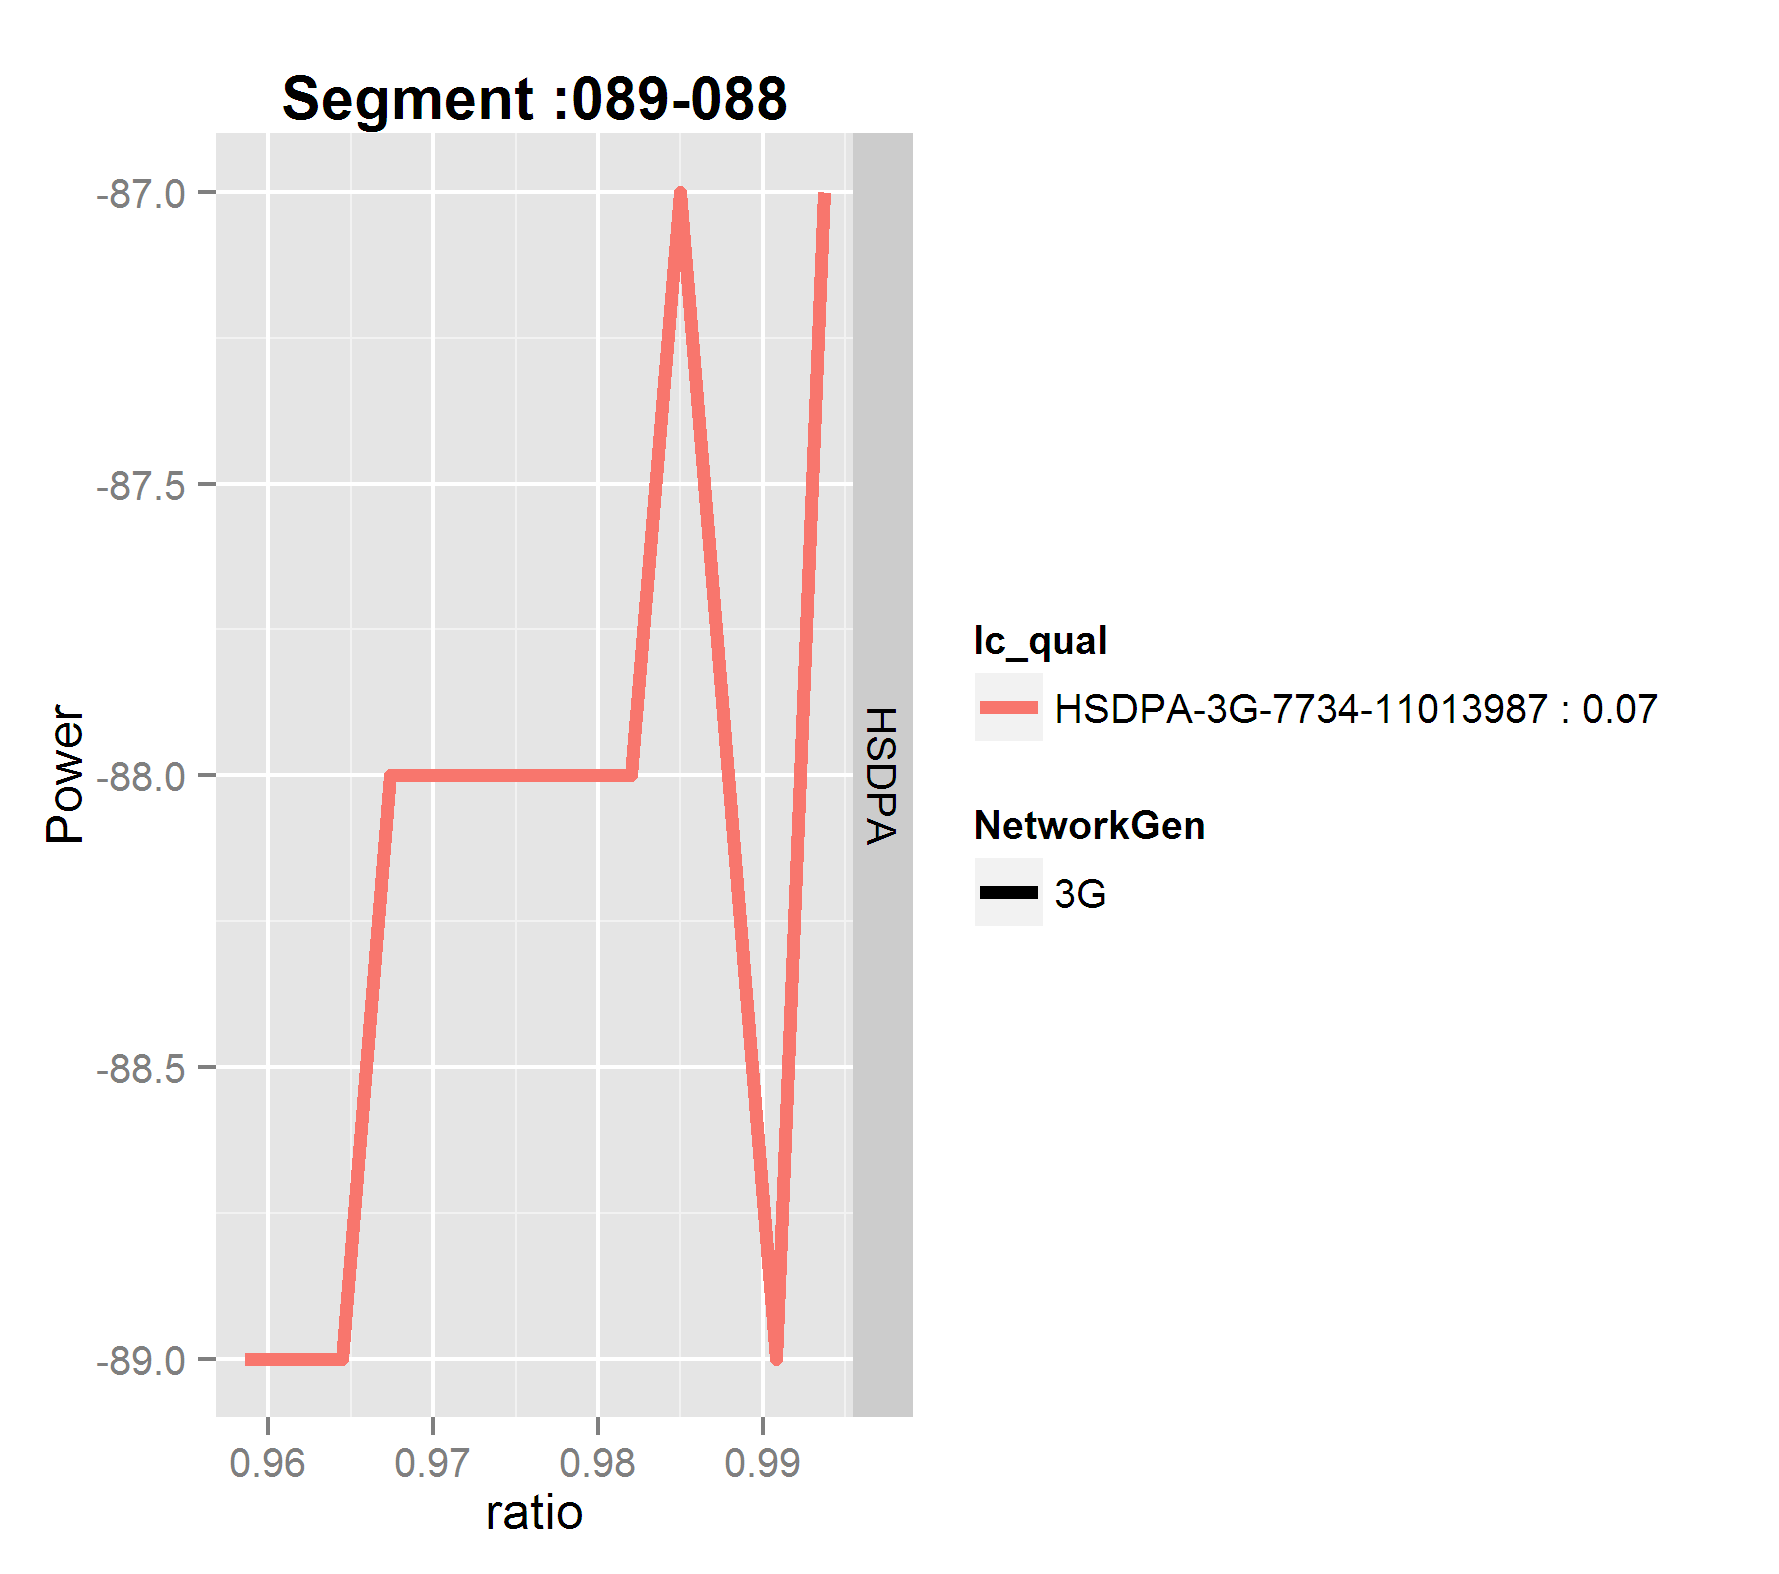 Segment :089-088
-87.0
-87.5
-88.0
-88.5
-89.0
Power
0.96 0.97 0.98 0.99
ratio
HSDPA
lc_qual
HSDPA-3G-7734-11013987 : 0.07
NetworkGen
3G